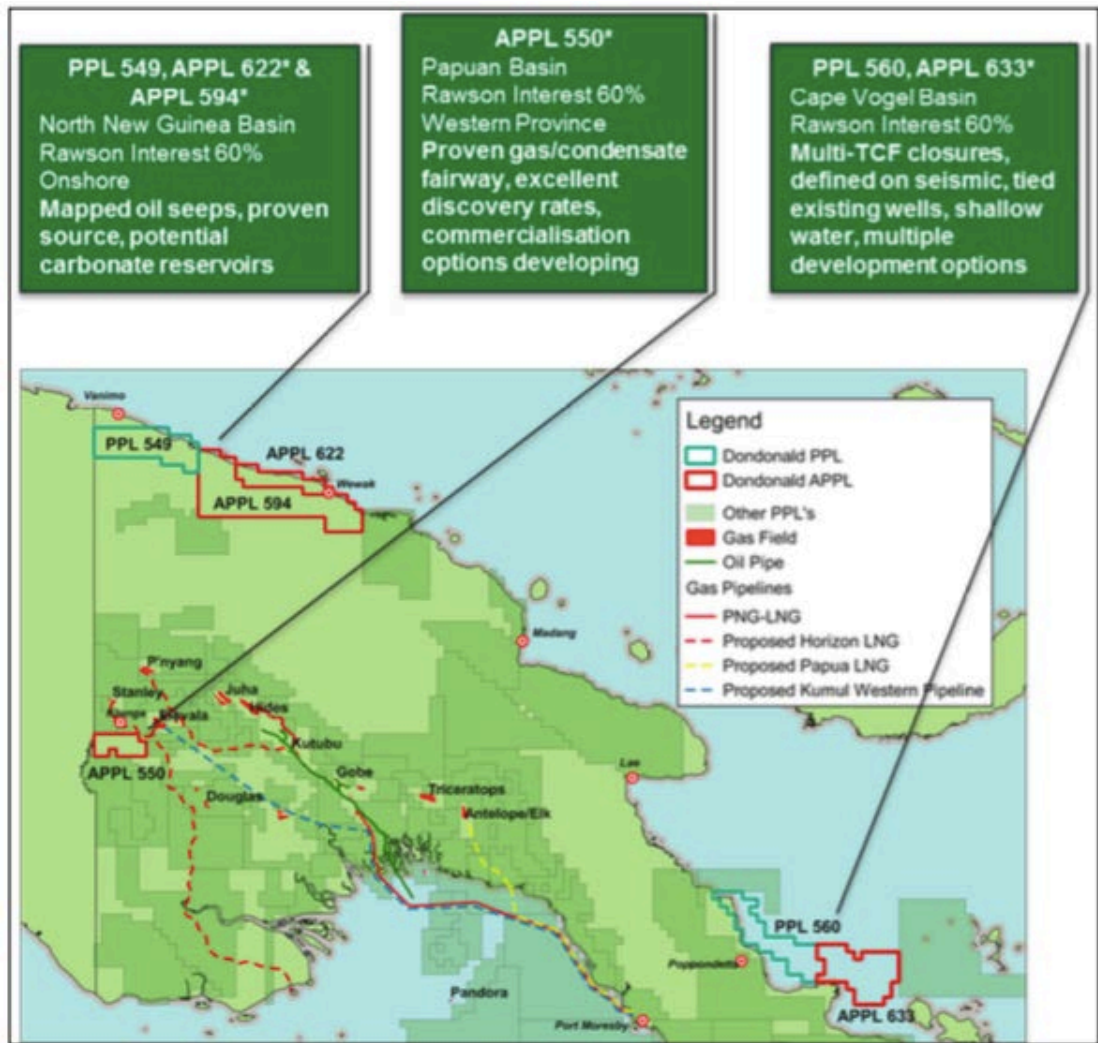 PPL 549, APPL 622* &
APPL 594*
North New Guinea Basin
Rawson Interest 60%
Onshore
Mapped oil seeps, proven
source, potential
carbonate reservoirs
APPL 550*
Papuan Basin
Rawson Interest 60%
Western Province
Proven gas/condensate
fairway, excellent
discovery rates,
commercialisation
options developing
PPL 560, APPL 633*
Cape Vogel Basin
Rawson Interest 60%
Multi-TCF closures,
defined on seismic, tied
existing wells, shallow
water, multiple
development options
Vanimo
PPL 549
APPL 622
Wewak
APPL 594
Legend
Dondonald PPL
Dondonald APPL
Other PPL's
Gas Field
Oil Pipe
Gas Pipelines
PNG-LNG
Proposed Horizon LNG
Proposed Papua LNG
Proposed Kumul Western Pipeline
Madang
P'nyang
Stanley
Juha
Hides
Kutubu
APPL 550
Gobe
Douglas
Triceratops
Antelope/Elk
Lae
PPL 560
Poppondetta
APPL 633
Pandora
Port Moresby